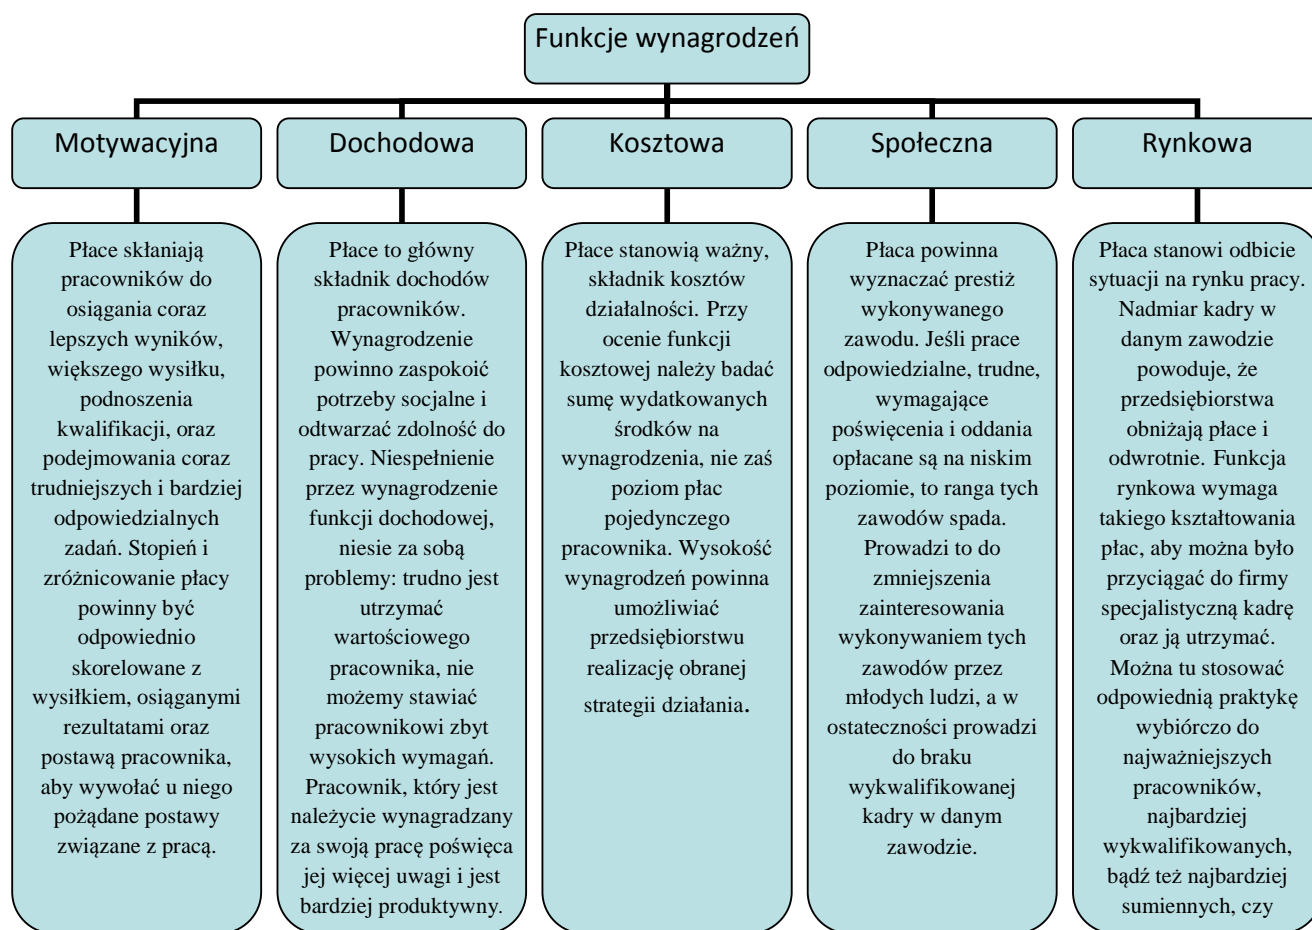 Funkcje wynagrodzeń
Motywacyjna
Dochodowa
Kosztowa
Społeczna
Rynkowa
Płace skłaniają
pracowników do
osiągania coraz
lepszych wyników,
większego wysiłku,
podnoszenia
kwalifikacji, oraz
podejmowania coraz
trudniejszych i bardziej
odpowiedzialnych
zadań. Stopień i
zróżnicowanie płacy
powinny być
odpowiednio
skorelowane z
wysiłkiem, osiąganymi
rezultatami oraz
postawą pracownika,
aby wywołać u niego
pożądane postawy
związane z pracą.
Płace to główny
składnik dochodów
pracowników.
Wynagrodzenie
powinno zaspokoić
potrzeby socjalne i
odtwarzać zdolność do
pracy. Niespełnienie
przez wynagrodzenie
funkcji dochodowej,
niesie za sobą
problemy: trudno jest
utrzymać
wartościowego
pracownika, nie
możemy stawiać
pracownikowi zbyt
wysokich wymagań.
Pracownik, który jest
należycie wynagradzany
za swoją pracę poświęca
jej więcej uwagi i jest
bardziej produktywny.
Płace stanowią ważny,
składnik kosztów
działalności. Przy
ocenie funkcji
kosztowej należy badać
sumę wydatkowanych
środków na
wynagrodzenia, nie zaś
poziom płac
pojedynczego
pracownika. Wysokość
wynagrodzeń powinna
umożliwiać
przedsiębiorstwu
realizację obranej
strategii działania.
Płaca powinna
wyznaczać prestiż
wykonywanego
zawodu. Jeśli prace
odpowiedzialne, trudne,
wymagające
poświęcenia i oddania
opłacane są na niskim
poziomie, to ranga tych
zawodów spada.
Prowadzi to do
zmniejszenia
zainteresowania
wykonywaniem tych
zawodów przez
młodych ludzi, a w
ostateczności prowadzi
do braku
wykwalifikowanej
kadry w danym
zawodzie.
Płaca stanowi odbicie
sytuacji na rynku pracy.
Nadmiar kadry w
danym zawodzie
powoduje, że
przedsiębiorstwa
obniżają płace i
odwrotnie. Funkcja
rynkowa wymaga
takiego kształtowania
płac, aby można było
przyciągać do firmy
specjalistyczną kadrę
oraz ją utrzymać.
Można tu stosować
odpowiednią praktykę
wybiórczo do
najważniejszych
pracowników,
najbardziej
wykwalifikowanych,
bądź też najbardziej
sumiennych, czy